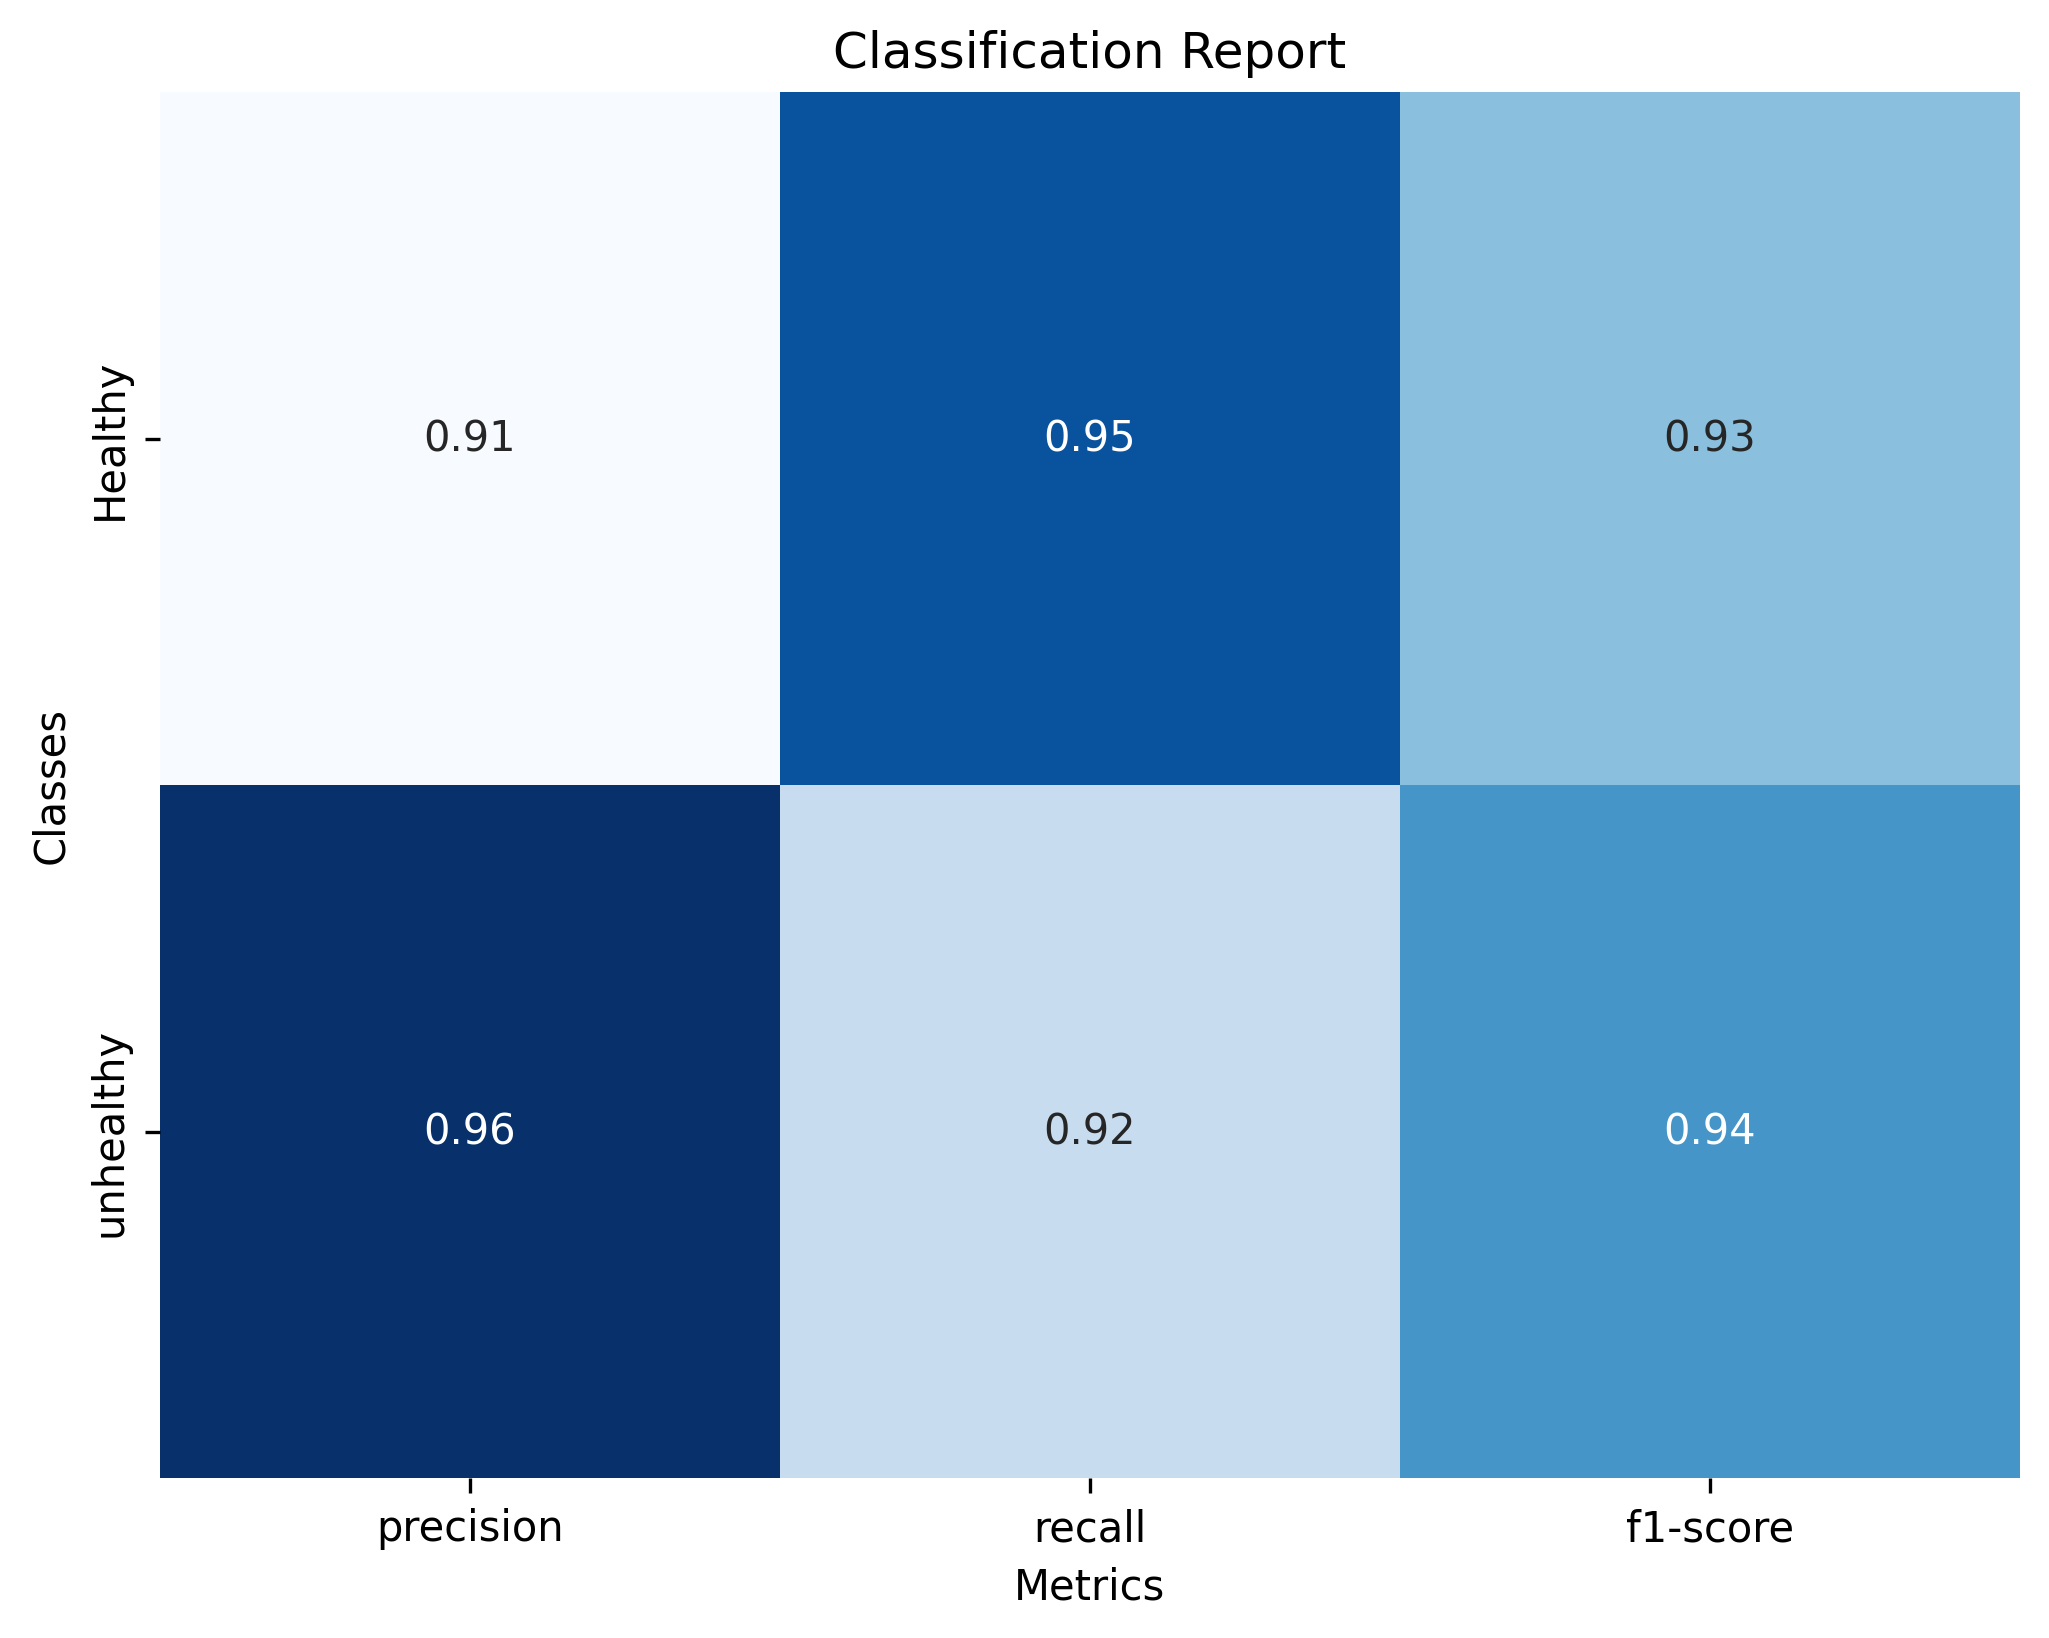 Classification Report
Healthy
0.91 0.95 0.93
Classes
unhealthy
0.96 0.92 0.94
precision recall f1-score
Metrics